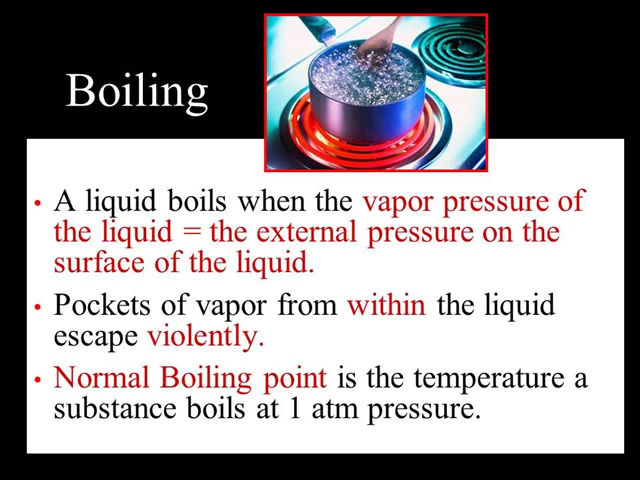 Boiling
• A liquid boils when the vapor pressure of
the liquid = the external pressure on the
surface of the liquid.
• Pockets of vapor from within the liquid
escape violently.
• Normal Boiling point is the temperature a
substance boils at 1 atm pressure.